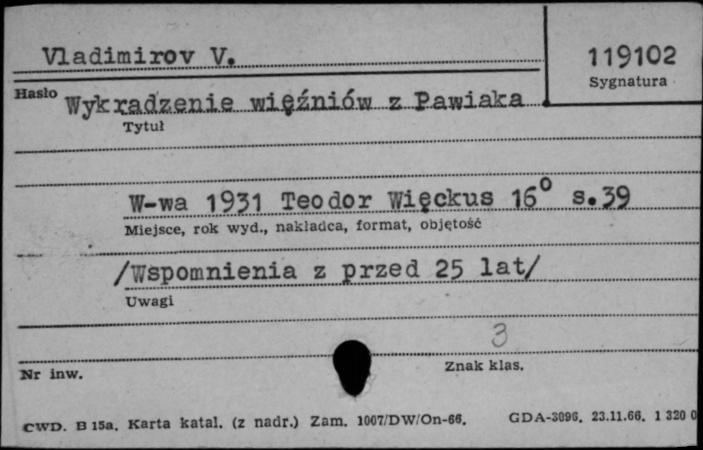 Vladimirov V.
119102
Sygnatura
Hasło
Wykradzenie więźniów z Pawiaka
Tytuł
W-wa 1931 Teodor Więckus 16° s.39
Miejsce, rok wyd., nakładca, format, objętość
/Wspomnienia z przed 25 lat/
Uwagi
3
Nr inw.
Znak klas.
CWD. B 15a. Karta katal. (z nadr.) Zam. 1007/DW/On-66. GDA-3096. 23.11.66. 1 320 0